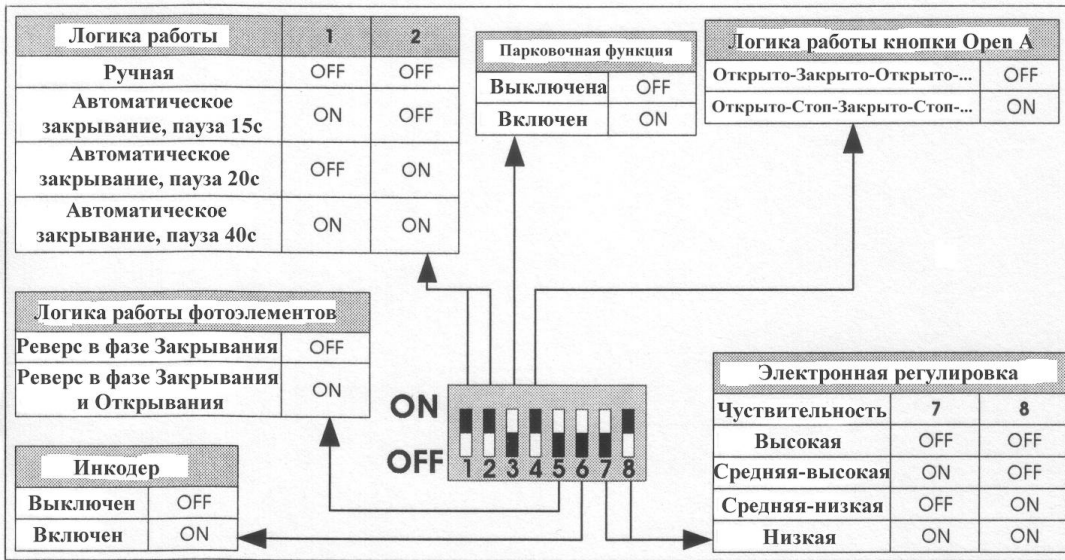 Логика работы 1 2
Ручная OFF OFF
Автоматическое
закрывание, пауза 15с ON OFF
Автоматическое
закрывание, пауза 20с OFF ON
Автоматическое
закрывание, пауза 40с ON ON
Парковочная функция
Выключена OFF
Включен ON
Логика работы кнопки Open A
Открыто-Закрыто-Открыто-... OFF
Открыто-Стоп-Закрыто-Стоп-... ON
Логика работы фотоэлементов
Реверс в фазе Закрывания OFF
Реверс в фазе Закрывания
и Открывания ON
Инкодер
Выключен OFF
Включен ON
ON
OFF
1 2 3 4 5 6 7 8
Электронная регулировка
Чуствительность 7 8
Высокая OFF OFF
Средняя-высокая ON OFF
Средняя-низкая OFF ON
Низкая ON ON